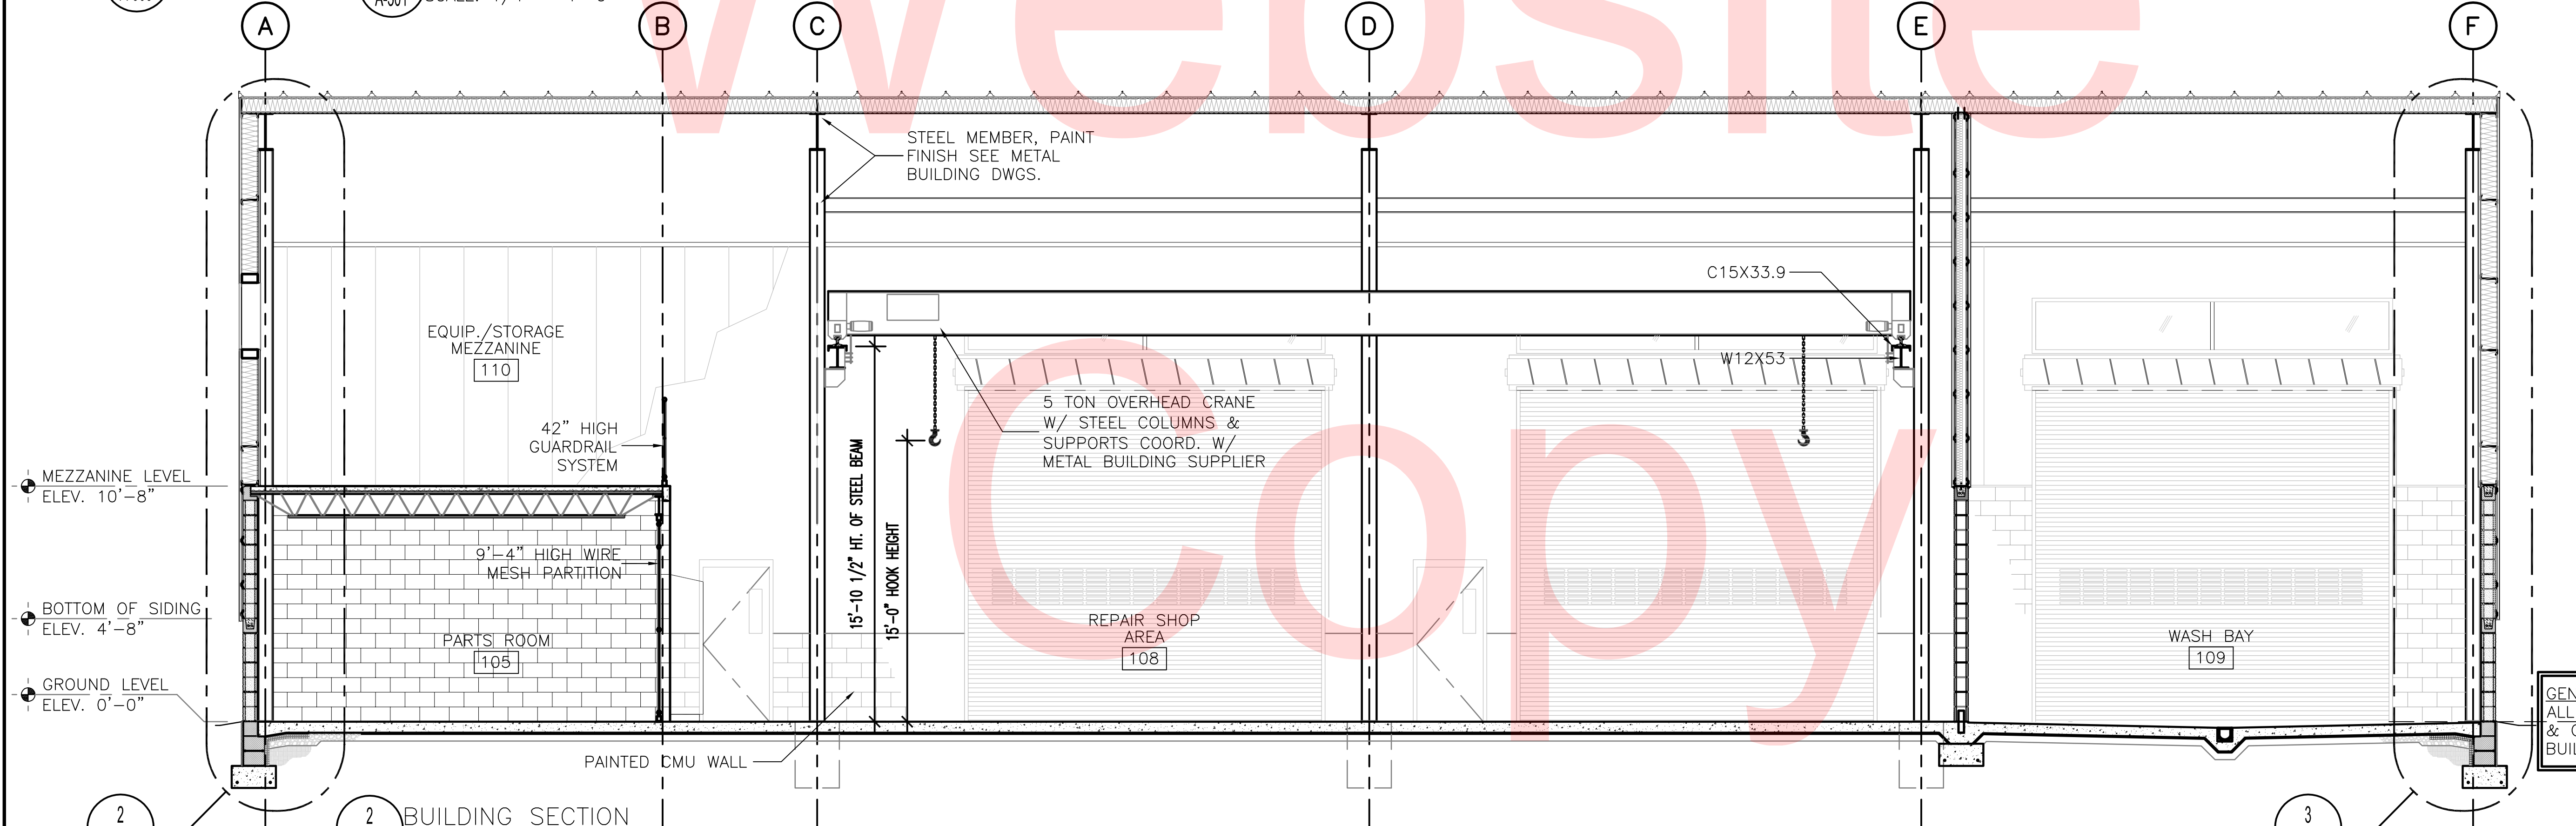 A-501
A
B
C
D
E
F
Website
Copy
STEEL MEMBER, PAINT
FINISH SEE METAL
BUILDING DWGS.
C15X33.9
W12X53
EQUIP./STORAGE
MEZZANINE
110
42" HIGH
GUARDRAIL
SYSTEM
5 TON OVERHEAD CRANE
W/ STEEL COLUMNS &
SUPPORTS COORD. W/
METAL BUILDING SUPPLIER
MEZZANINE LEVEL
ELEV. 10'-8"
9'-4" HIGH WIRE
MESH PARTITION
15'-10 1/2" HT. OF STEEL BEAM
15'-0" HOOK HEIGHT
BOTTOM OF SIDING
ELEV. 4'-8"
PARTS ROOM
105
REPAIR SHOP
AREA
108
WASH BAY
109
GROUND LEVEL
ELEV. 0'-0"
PAINTED CMU WALL
GEN
ALL
&
BUIL
2
2
BUILDING SECTION
3